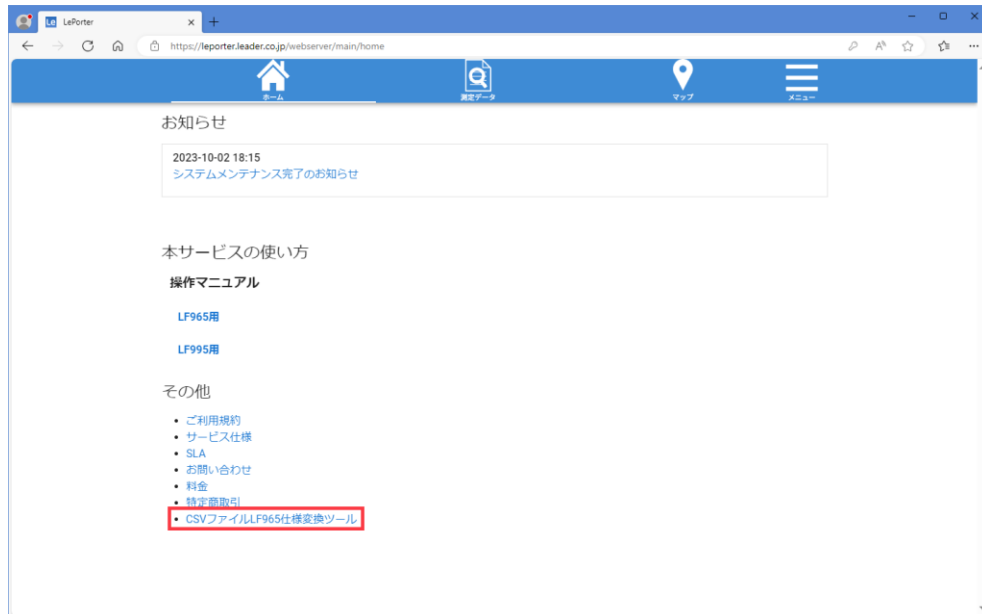 Le LePorter
https://leporter.leader.co.jp/webserver/main/home
ホーム
測定データ
マップ
メニュー
お知らせ
2023-10-02 18:15
システムメンテナンス完了のお知らせ
本サービスの使い方
操作マニュアル
LF965用
LF995用
その他
• ご利用規約
• サービス仕様
• SLA
• お問い合わせ
• 料金
• 特定商取引
• CSVファイルLF965仕様変換ツール